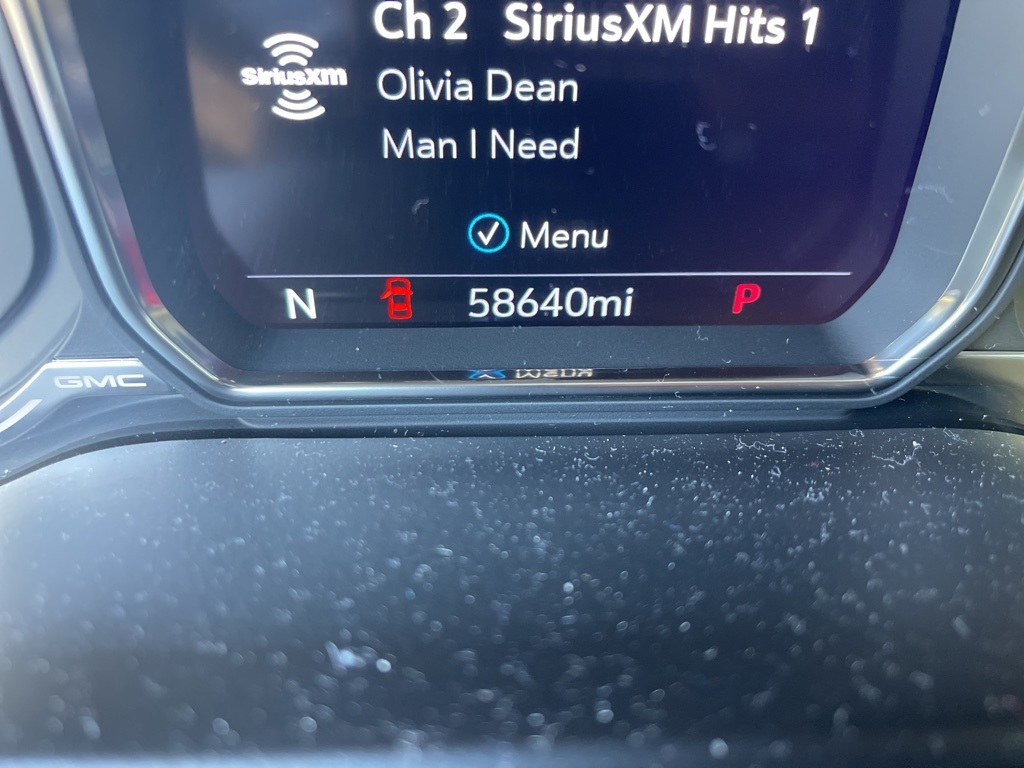 Ch 2 SiriusXM Hits 1
SiriusXm
Olivia Dean
Man I Need
Menu
N 58640mi P
GMC